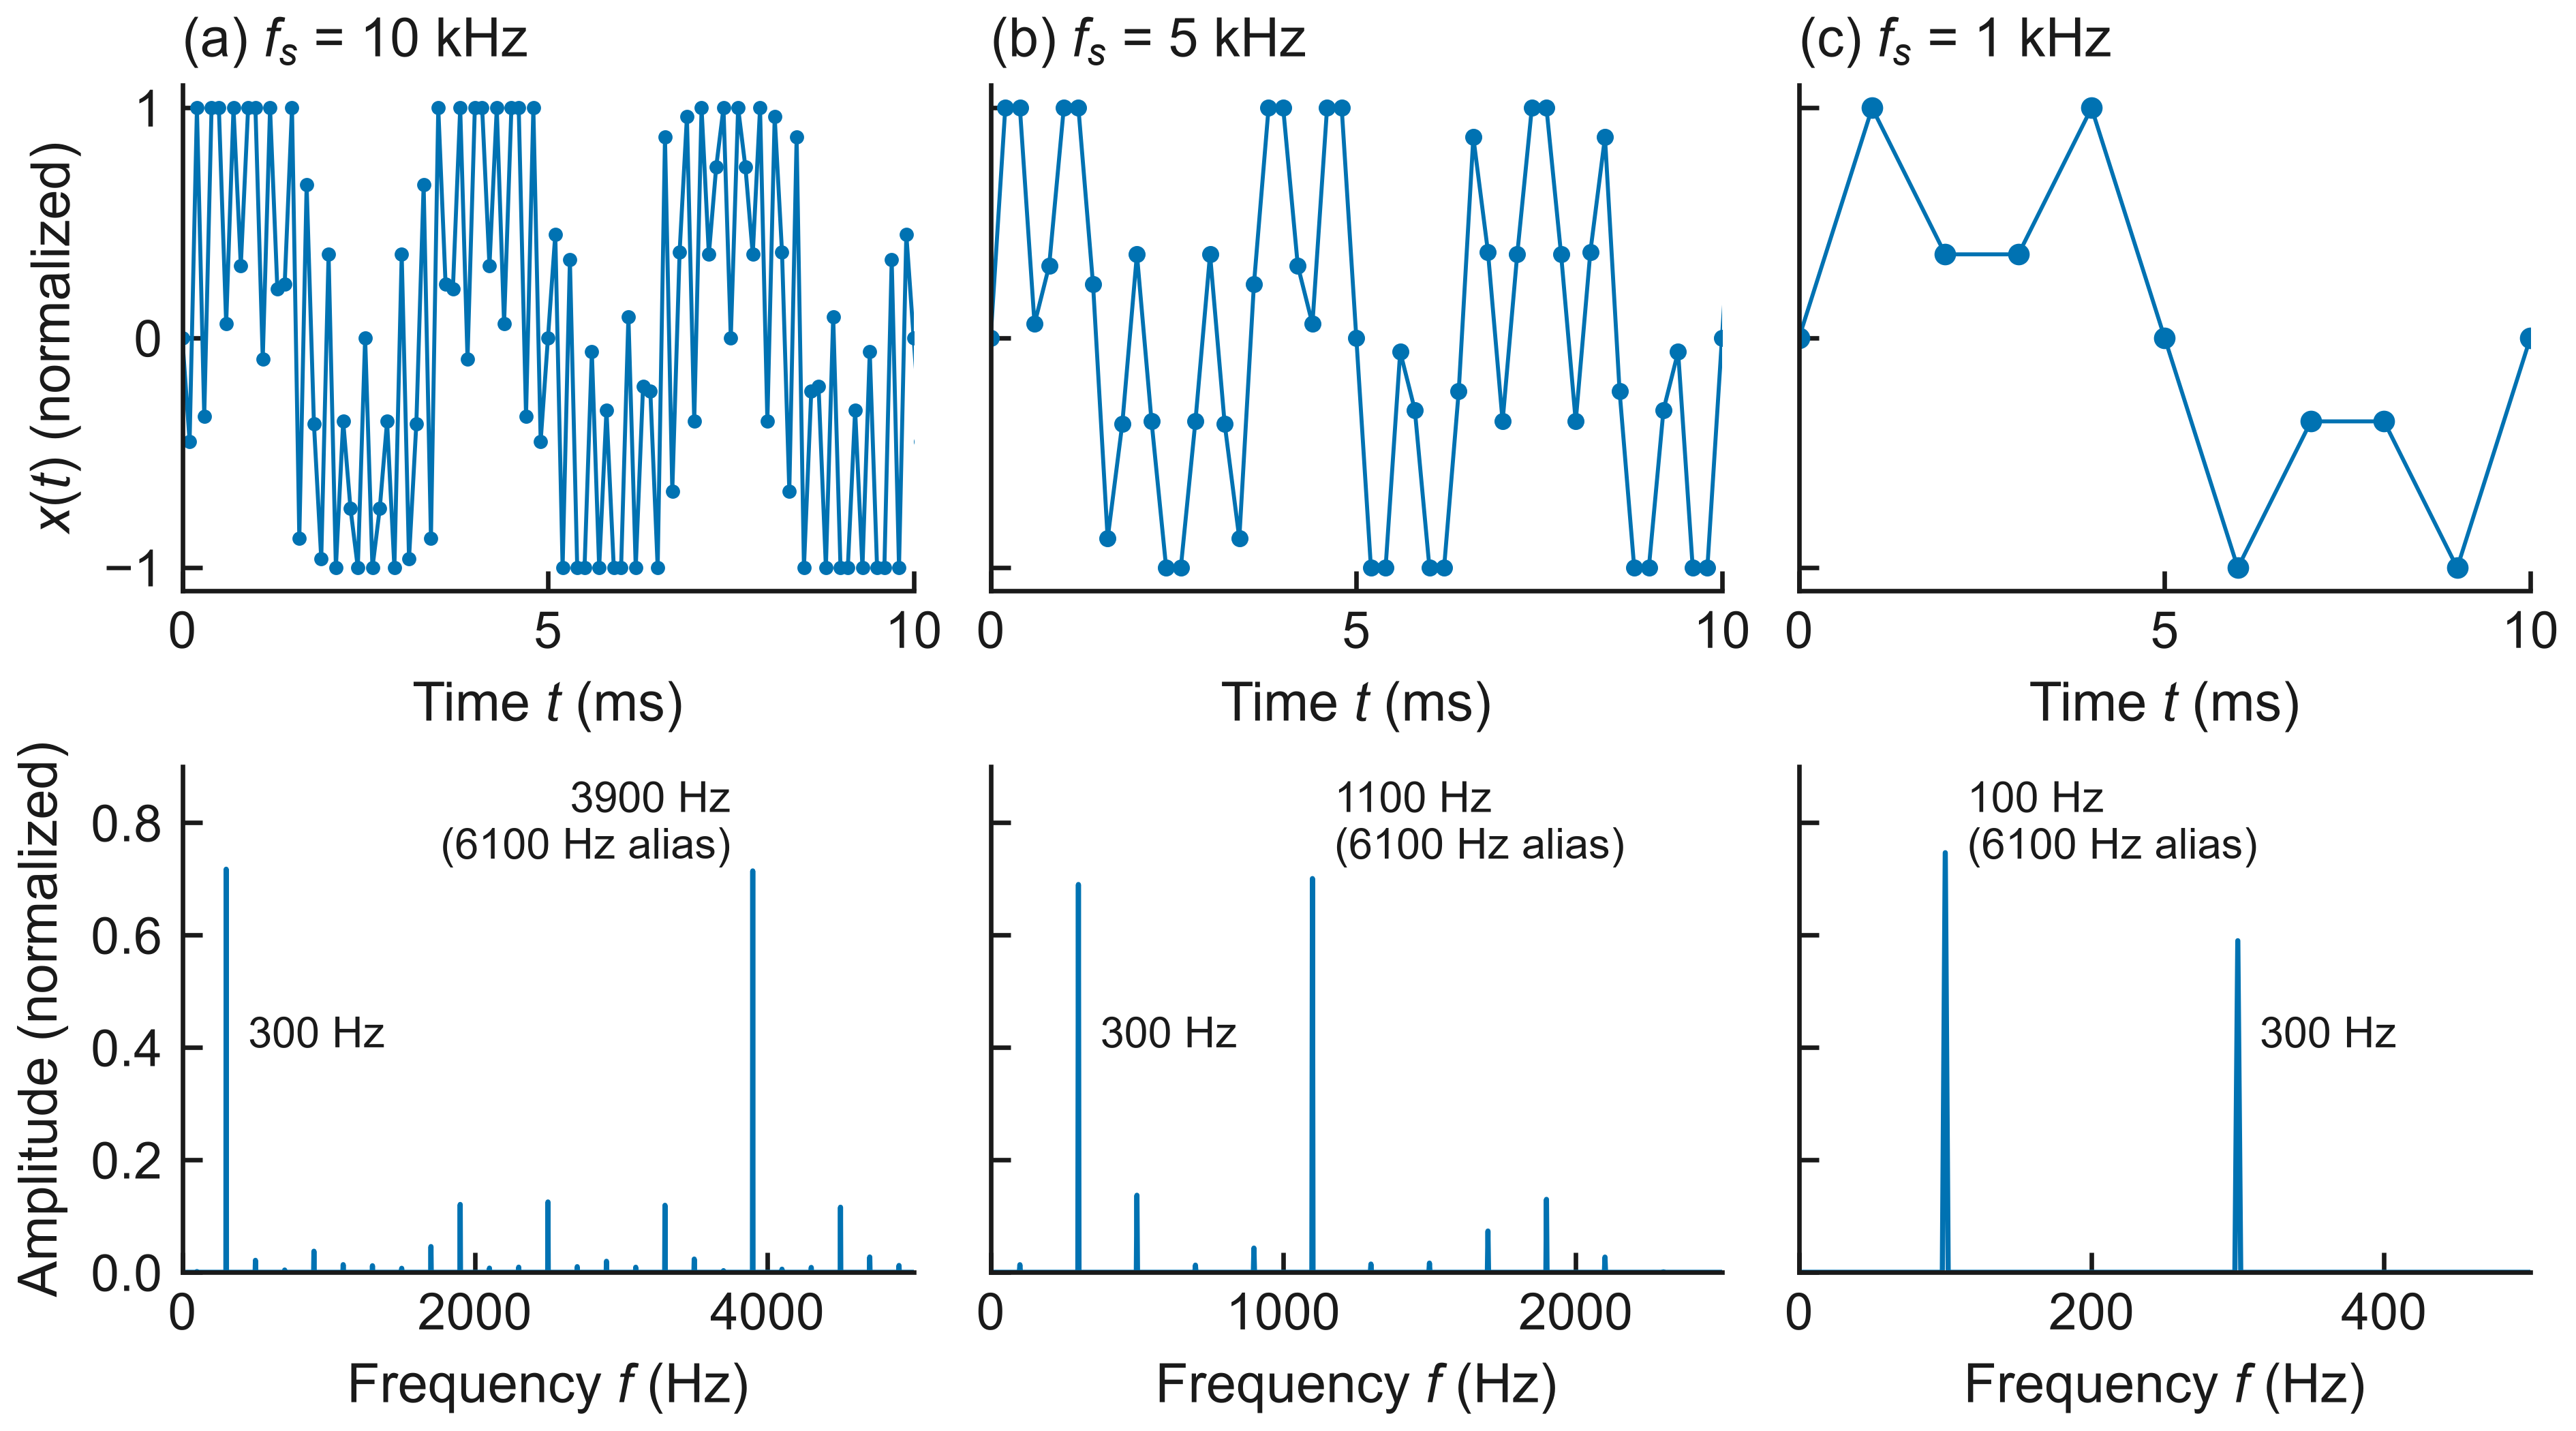 (a) fs = 10 kHz
(b) fs = 5 kHz
(c) fs = 1 kHz
x(t) (normalized)
1
0
−1
0 5 10
0 5 10
0 5 10
Time t (ms)
Time t (ms)
Time t (ms)
Amplitude (normalized)
0.8
0.6
0.4
0.2
0.0
3900 Hz
(6100 Hz alias)
300 Hz
1100 Hz
(6100 Hz alias)
300 Hz
100 Hz
(6100 Hz alias)
300 Hz
0 2000 4000
0 1000 2000
0 200 400
Frequency f (Hz)
Frequency f (Hz)
Frequency f (Hz)